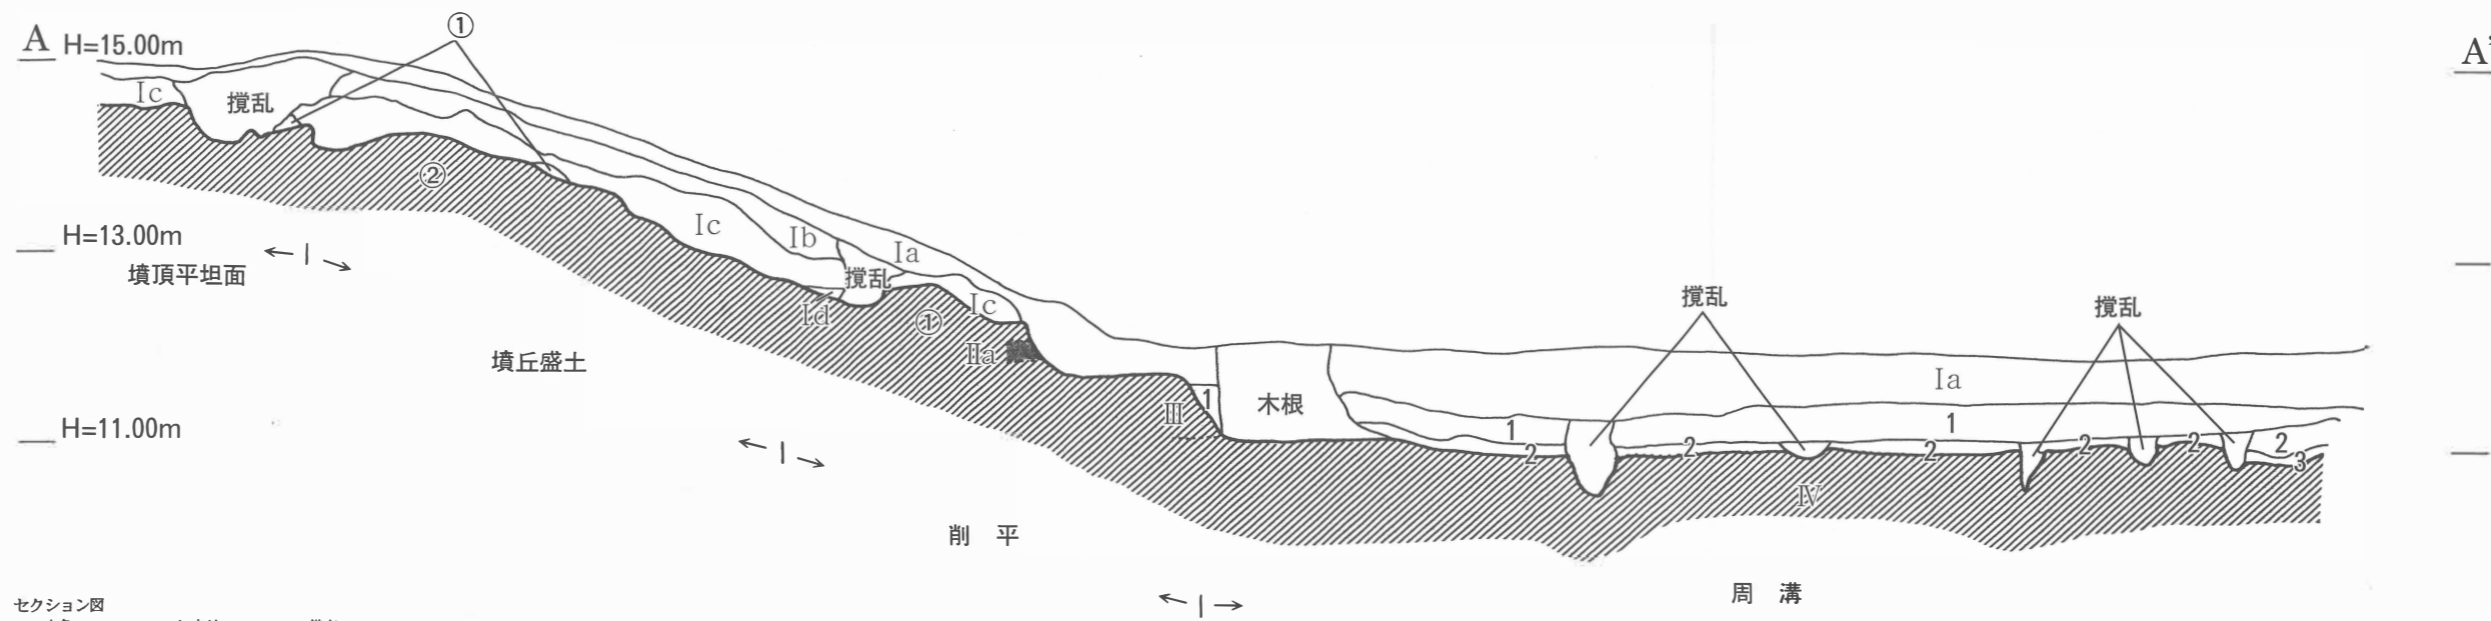 ①
A H=15.00m
A'
Ic
撹乱
②
H=13.00m
墳頂平坦面
Ic
Ib
Ia
撹乱
Id
Ic
①
IIa
撹乱
撹乱
墳丘盛土
Ia
H=11.00m
III
1
木根
1
1
2
2
2
2
2
2
3
IV
削 平
周 溝
セクション図